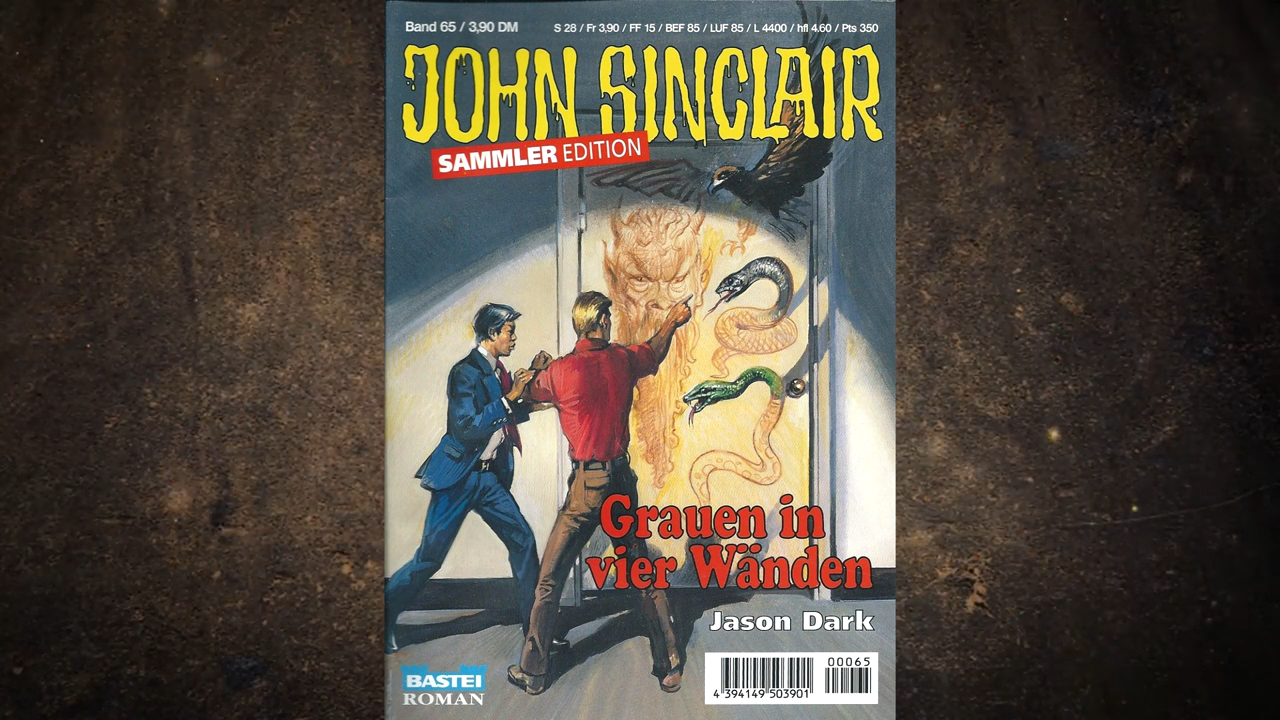 Band 65 / 3,90 DM
S 28 / Fr 3,90 / FF 15 / BEF 85 / LUF 85 / L 4400 / hfl 4.60 / Pts 350
JOHN SINCLAIR
SAMMLER EDITION
Grauen in
vier Wänden
Jason Dark
BASTEI
ROMAN
00065
4 394149 503901